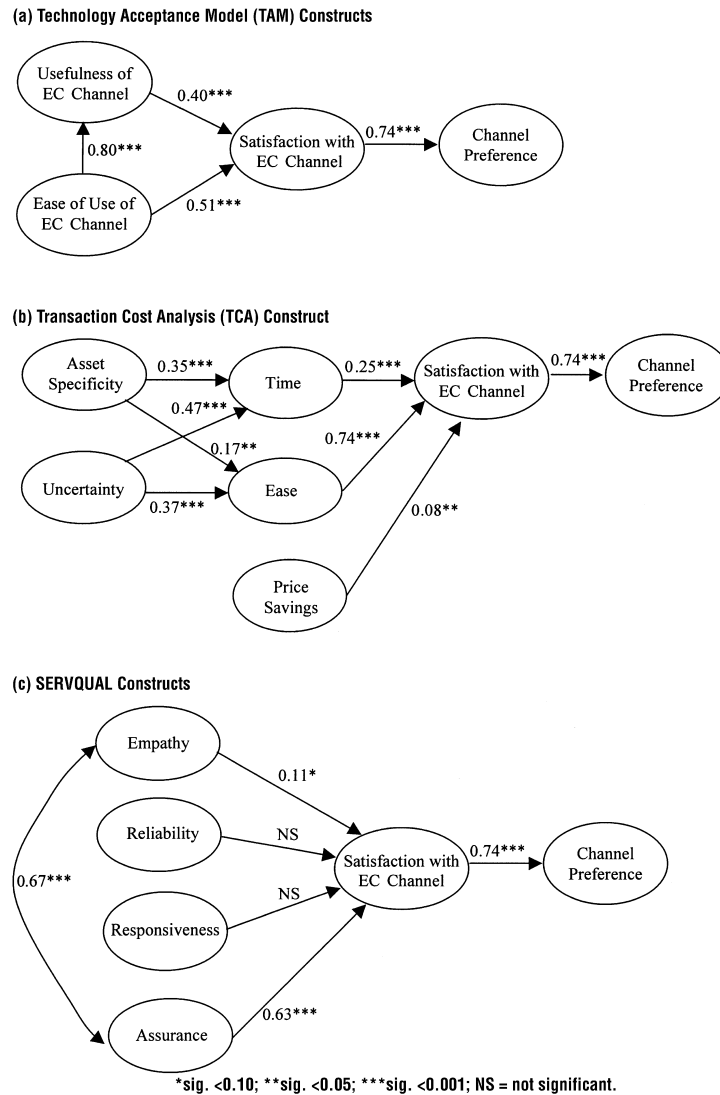 (a) Technology Acceptance Model (TAM) Constructs
Usefulness of
EC Channel
0.40***
Satisfaction with
EC Channel
0.74***
Channel
Preference
0.80***
Ease of Use of
EC Channel
0.51***
(b) Transaction Cost Analysis (TCA) Construct
Asset
Specificity
0.35***
Time
0.25***
Satisfaction with
EC Channel
0.74***
Channel
Preference
0.47***
0.17**
0.74***
Uncertainty
0.37***
Ease
0.08**
Price
Savings
(c) SERVQUAL Constructs
Empathy
0.11*
Reliability
NS
Satisfaction with
EC Channel
0.74***
Channel
Preference
0.67***
NS
Responsiveness
0.63***
Assurance
*sig. <0.10; **sig. <0.05; ***sig. <0.001; NS = not significant.